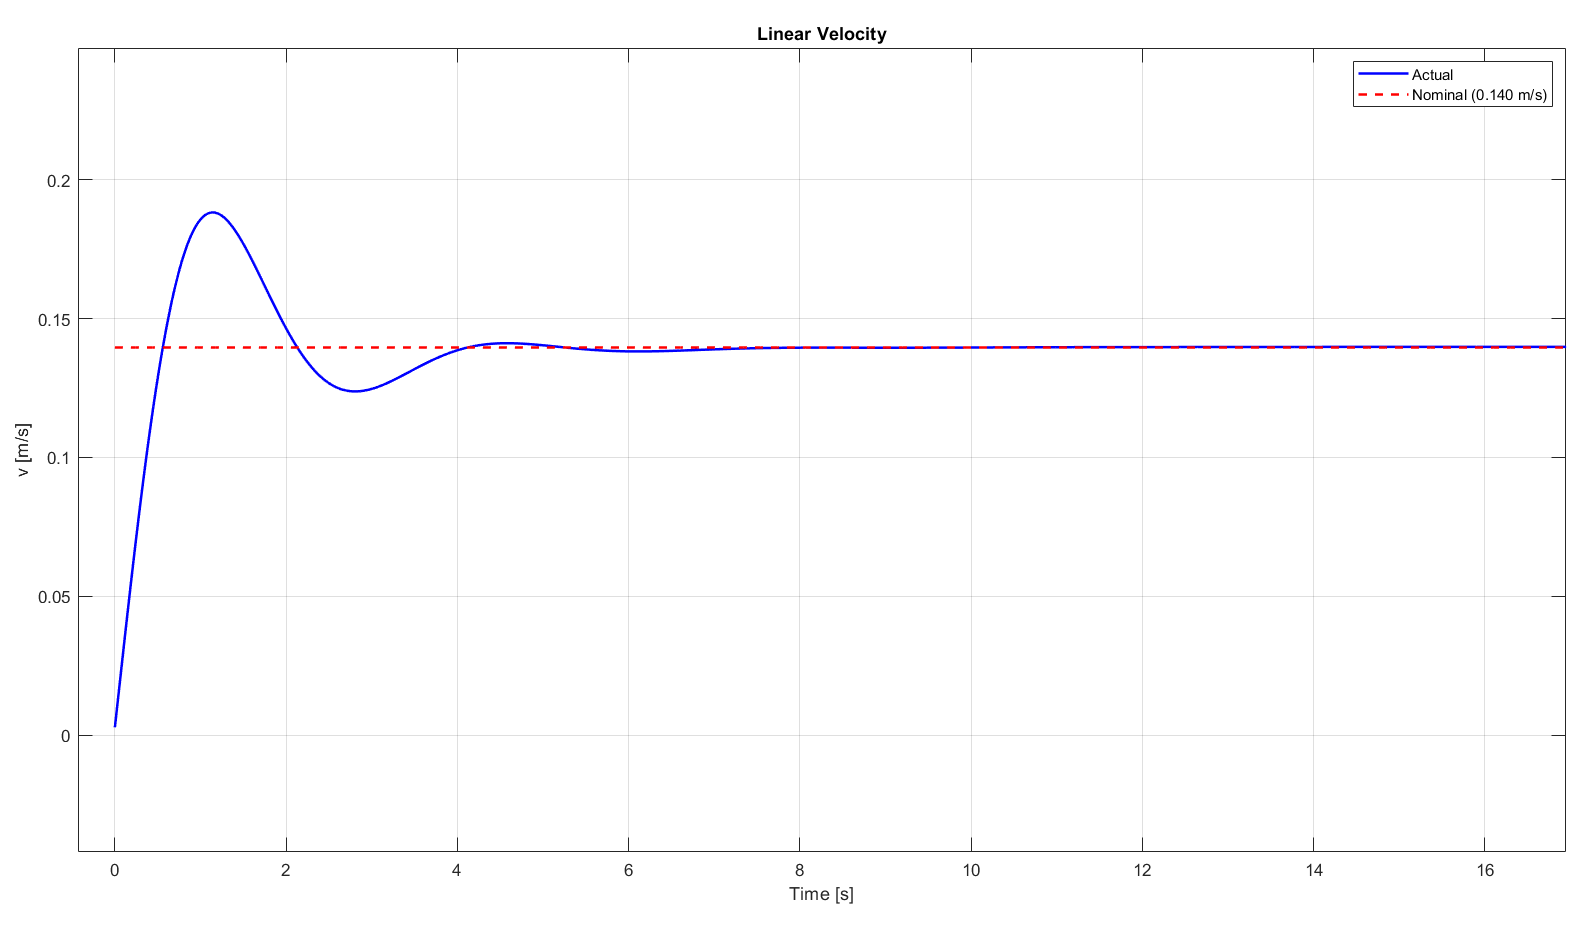 Linear Velocity
Actual
Nominal (0.140 m/s)
0.2
0.15
0.1
0.05
0
v [m/s]
0 2 4 6 8 10 12 14 16
Time [s]